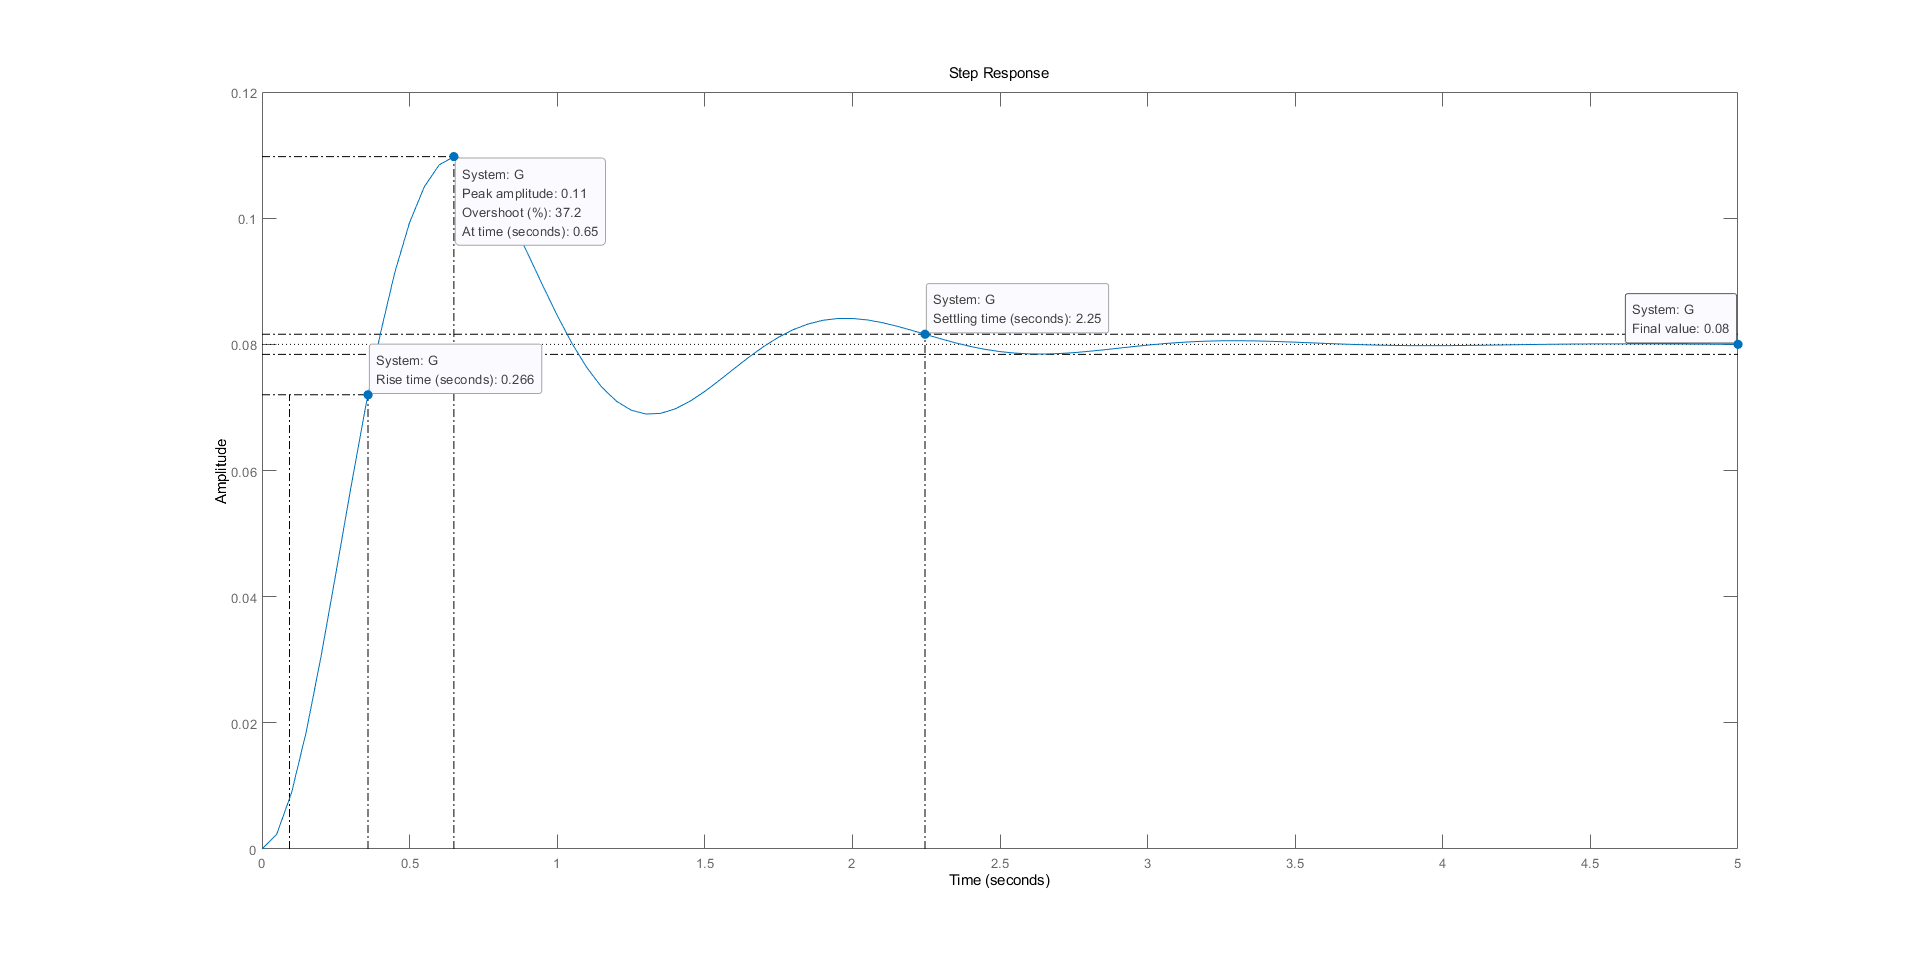 Step Response
0.12
0.1
0.08
0.06
0.04
0.02
0
Amplitude
System: G
Peak amplitude: 0.11
Overshoot (%): 37.2
At time (seconds): 0.65
System: G
Settling time (seconds): 2.25
System: G
Final value: 0.08
System: G
Rise time (seconds): 0.266
0 0.5 1 1.5 2 2.5 3 3.5 4 4.5 5
Time (seconds)